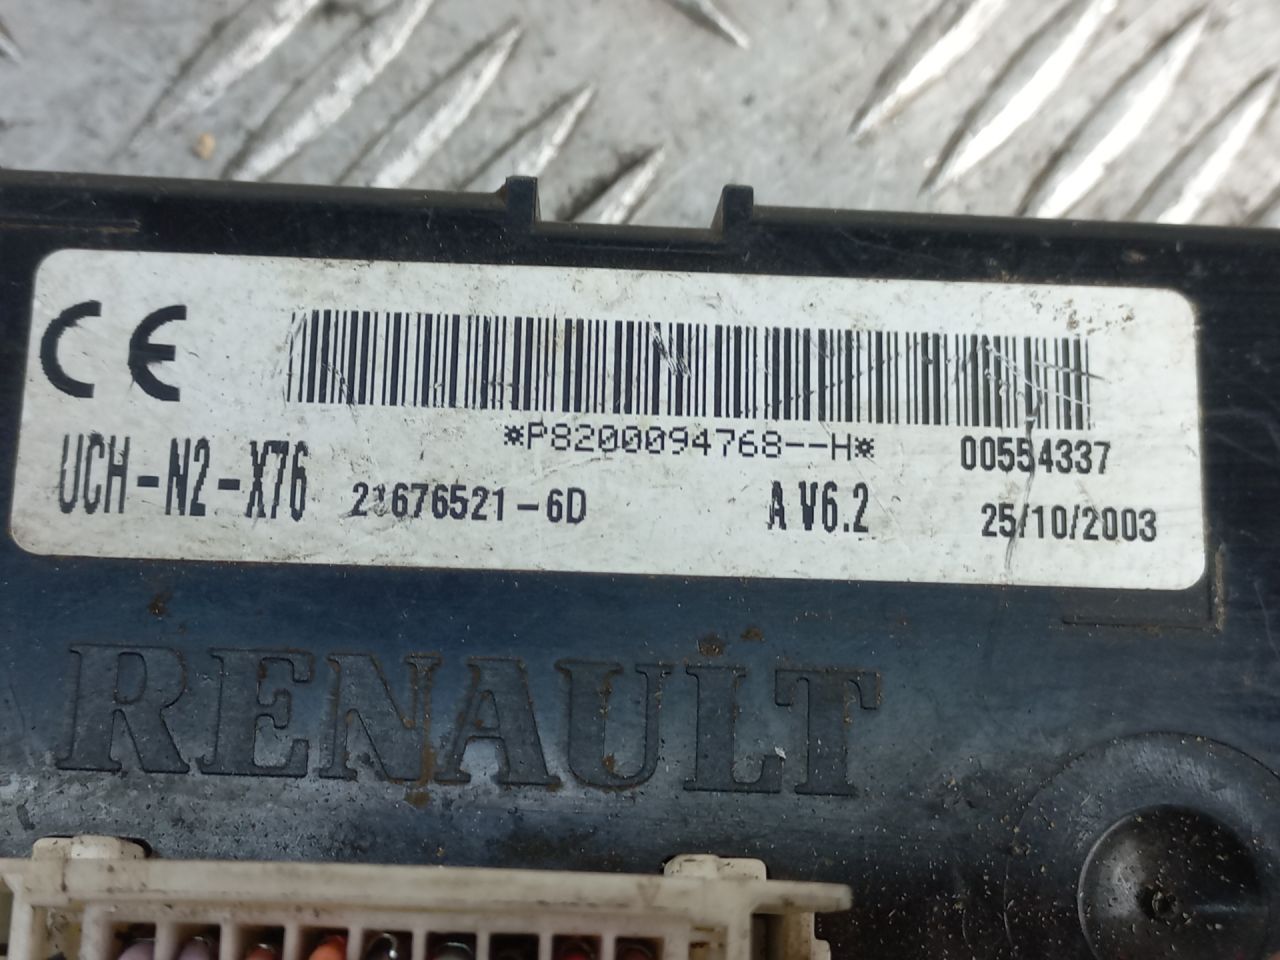 CE
*P8200094768--H* 00554337
UCH-N2-X76 21676521-6D A V6.2 25/10/2003
RENAULT